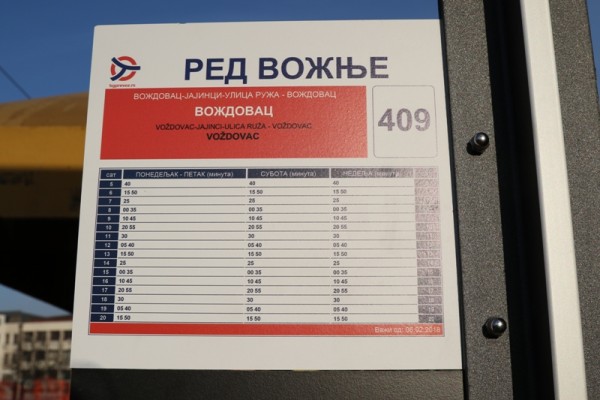 РЕД ВОЖЊЕ
ВОЖДОВАЦ-ЈАЈИНЦИ-УЛИЦА РУЖА - ВОЖДОВАЦ
ВОЖДОВАЦ
VOŽDOVAC-JAJINCI-ULICA RUŽA - VOŽDOVAC
VOŽDOVAC
409
сат ПОНЕДЕЉАК - ПЕТАК (минута) СУБОТА (минута) НЕДЕЉА (минута)
5 40 40 40
6 15 50 15 50 15 50
7 25 25 25
8 00 35 00 35 00 35
9 10 45 10 45 10 45
10 20 55 20 55 20 55
11 30 30 30
12 05 40 05 40 05 40
13 15 50 15 50 15 50
14 25 25 25
15 00 35 00 35 00 35
16 10 45 10 45 10 45
17 20 55 20 55 20 55
18 30 30 30
19 05 40 05 40 05 40
20 15 50 15 50 15 50
Важи од: